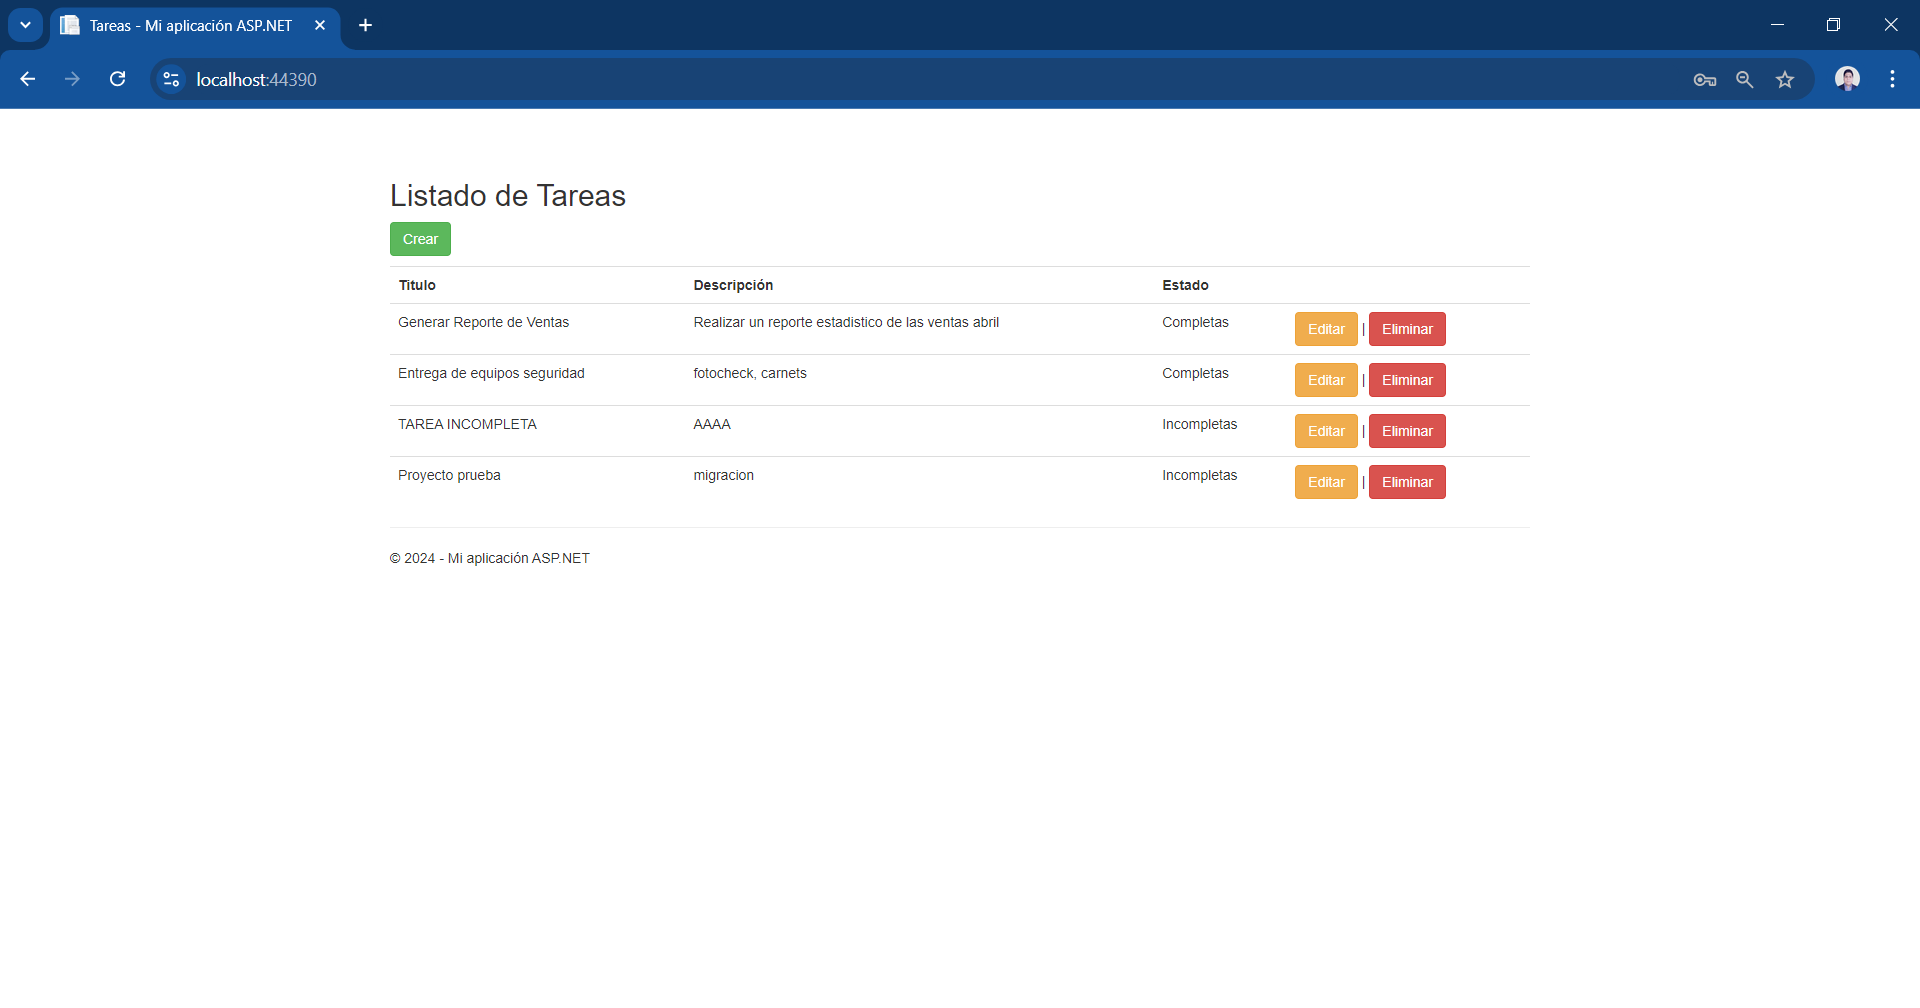 Tareas - Mi aplicación ASP.NET
localhost:44390
Listado de Tareas
Crear
Titulo Descripción Estado
Generar Reporte de Ventas Realizar un reporte estadistico de las ventas abril Completas Editar | Eliminar
Entrega de equipos seguridad fotocheck, carnets Completas Editar | Eliminar
TAREA INCOMPLETA AAAA Incompletas Editar | Eliminar
Proyecto prueba migracion Incompletas Editar | Eliminar
© 2024 - Mi aplicación ASP.NET